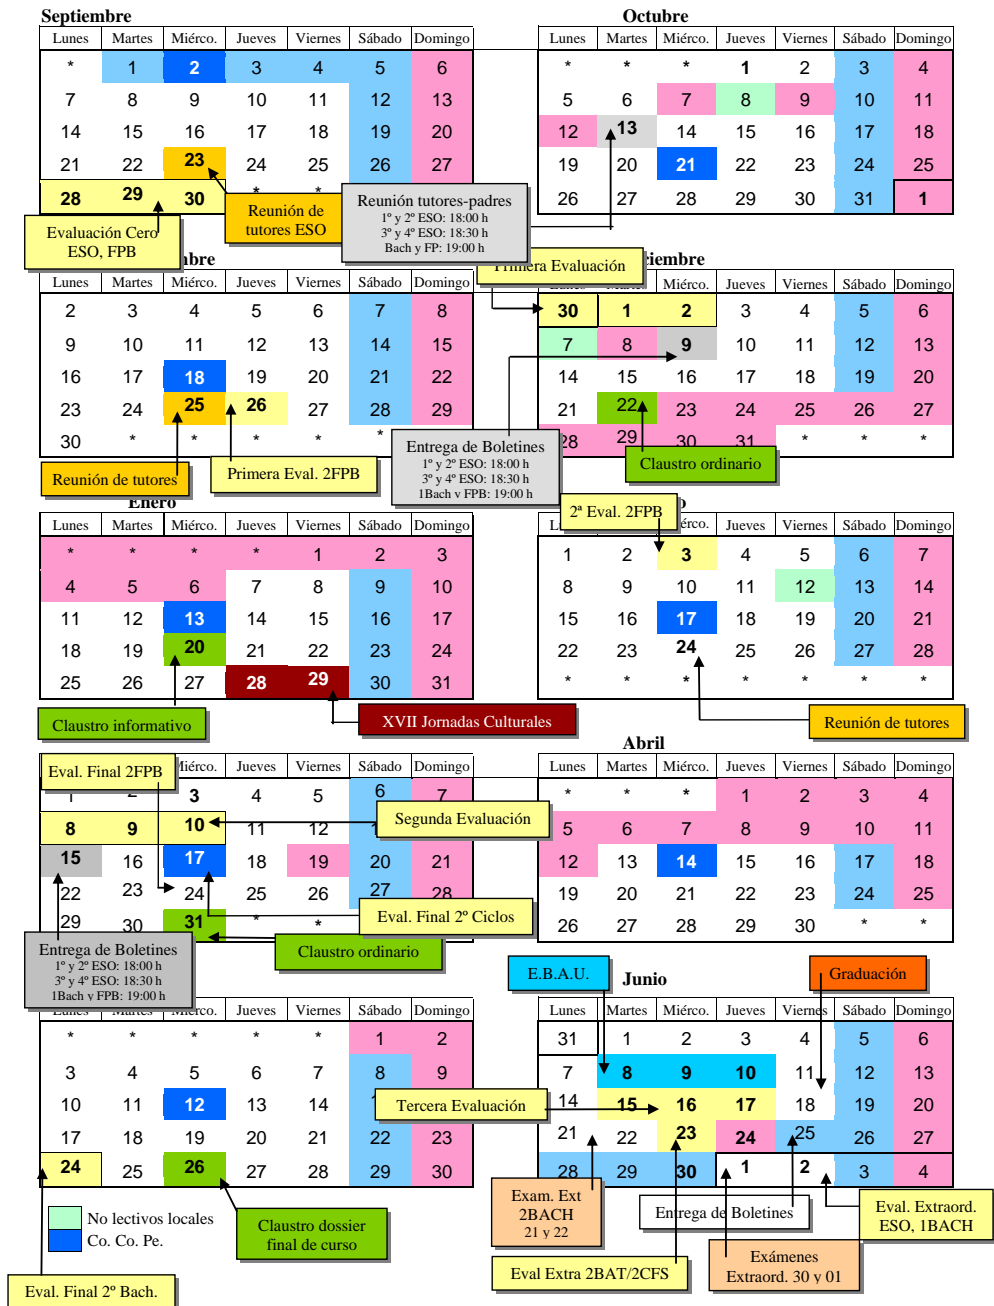 Septiembre
Lunes Martes Miérco. Jueves Viernes Sábado Domingo
* 1 2 3 4 5 6
7 8 9 10 11 12 13
14 15 16 17 18 19 20
21 22 23 24 25 26 27
28 29 30 * *
Evaluación Cero
ESO, FPB
Reunión de
tutores ESO
Reunión tutores-padres
1º y 2º ESO: 18:00 h
3º y 4º ESO: 18:30 h
Bach y FP: 19:00 h
Octubre
Lunes Martes Miérco. Jueves Viernes Sábado Domingo
* * * 1 2 3 4
5 6 7 8 9 10 11
12 13 14 15 16 17 18
19 20 21 22 23 24 25
26 27 28 29 30 31 1
mbre
Lunes Martes Miérco. Jueves Viernes Sábado Domingo
2 3 4 5 6 7 8
9 10 11 12 13 14 15
16 17 18 19 20 21 22
23 24 25 26 27 28 29
30 * * * * *
Reunión de tutores
Primera Eval. 2FPB
Primera Evaluación
ciembre
Lunes Martes Miérco. Jueves Viernes Sábado Domingo
30 1 2 3 4 5 6
7 8 9 10 11 12 13
14 15 16 17 18 19 20
21 22 23 24 25 26 27
28 29 30 31 * * *
Entrega de Boletines
1º y 2º ESO: 18:00 h
3º y 4º ESO: 18:30 h
1Bach y FPB: 19:00 h
Claustro ordinario
Enero
Lunes Martes Miérco. Jueves Viernes Sábado Domingo
* * * * 1 2 3
4 5 6 7 8 9 10
11 12 13 14 15 16 17
18 19 20 21 22 23 24
25 26 27 28 29 30 31
Claustro informativo
XVII Jornadas Culturales
2ª Eval. 2FPB
o
Lu érco. Jueves Viernes Sábado Domingo
1 2 3 4 5 6 7
8 9 10 11 12 13 14
15 16 17 18 19 20 21
22 23 24 25 26 27 28
* * * * * * *
Reunión de tutores
Eval. Final 2FPB
iérco. Jueves Viernes Sábado Domingo
1 2 3 4 5 6 7
8 9 10 11 12 1
15 16 17 18 19 20 21
22 23 24 25 26 27 28
29 30 31 * *
Segunda Evaluación
Eval. Final 2º Ciclos
Claustro ordinario
Entrega de Boletines
1º y 2º ESO: 18:00 h
3º y 4º ESO: 18:30 h
1Bach y FPB: 19:00 h
Abril
Lunes Martes Miérco. Jueves Viernes Sábado Domingo
* * * 1 2 3 4
5 6 7 8 9 10 11
12 13 14 15 16 17 18
19 20 21 22 23 24 25
26 27 28 29 30 * *
Lunes Martes Miérco. Jueves Viernes Sábado Domingo
* * * * * 1 2
3 4 5 6 7 8 9
10 11 12 13 14 1
17 18 19 20 21 22 23
24 25 26 27 28 29 30
Tercera Evaluación
E.B.A.U.
Junio
Graduación
Lunes Martes Miérco. Jueves Viernes Sábado Domingo
31 1 2 3 4 5 6
7 8 9 10 11 12 13
14 15 16 17 18 19 20
21 22 23 24 25 26 27
28 29 30 1 2 3 4
No lectivos locales
Co. Co. Pe.
Claustro dossier
final de curso
Eval. Final 2º Bach.
Exam. Ext
2BACH
21 y 22
Entrega de Boletines
Eval. Extraord.
ESO, 1BACH
Eval Extra 2BAT/2CFS
Exámenes
Extraord. 30 y 01